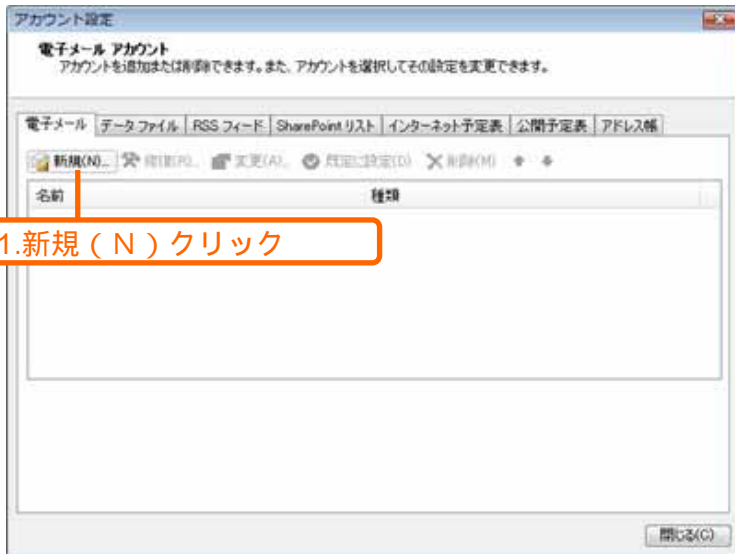 アカウント設定
電子メール アカウント
アカウントを追加または削除できます。また、アカウントを選択してその設定を変更できます。
電子メール データ ファイル RSS フィード SharePoint リスト インターネット予定表 公開予定表 アドレス帳
新規(N)... 修復(R)... 変更(A)... 既定に設定(D) 削除(M)
名前 種類
1.新規（Ｎ）クリック
閉じる(C)